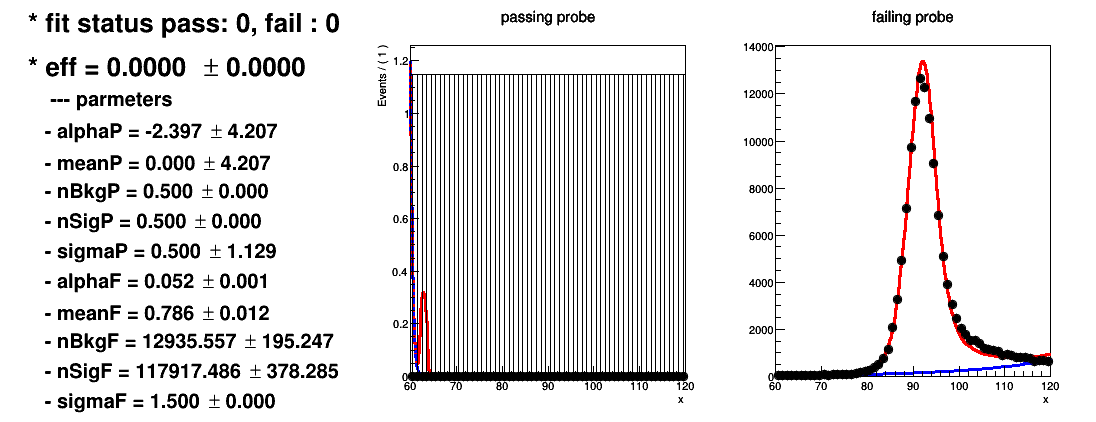 * fit status pass: 0, fail : 0
* eff = 0.0000 ± 0.0000
--- parmeters
- alphaP = -2.397 ± 4.207
- meanP = 0.000 ± 4.207
- nBkgP = 0.500 ± 0.000
- nSigP = 0.500 ± 0.000
- sigmaP = 0.500 ± 1.129
- alphaF = 0.052 ± 0.001
- meanF = 0.786 ± 0.012
- nBkgF = 12935.557 ± 195.247
- nSigF = 117917.486 ± 378.285
- sigmaF = 1.500 ± 0.000
passing probe
Events / ( 1 )
1.2
1
0.8
0.6
0.4
0.2
0
60 70 80 90 100 110 120
x
failing probe
14000
12000
10000
8000
6000
4000
2000
0
60 70 80 90 100 110 120
x